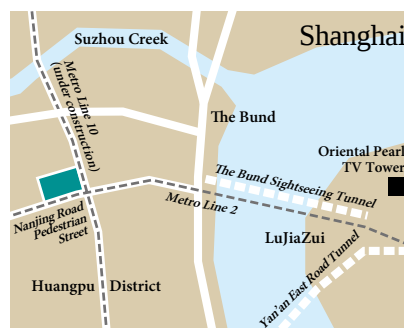 Shanghai
Suzhou Creek
Metro Line 10
(under construction)
The Bund
Oriental Pearl
TV Tower
The Bund Sightseeing Tunnel
Metro Line 2
Nanjing Road
Pedestrian
Street
LuJiaZui
Yan'an East Road Tunnel
Huangpu District